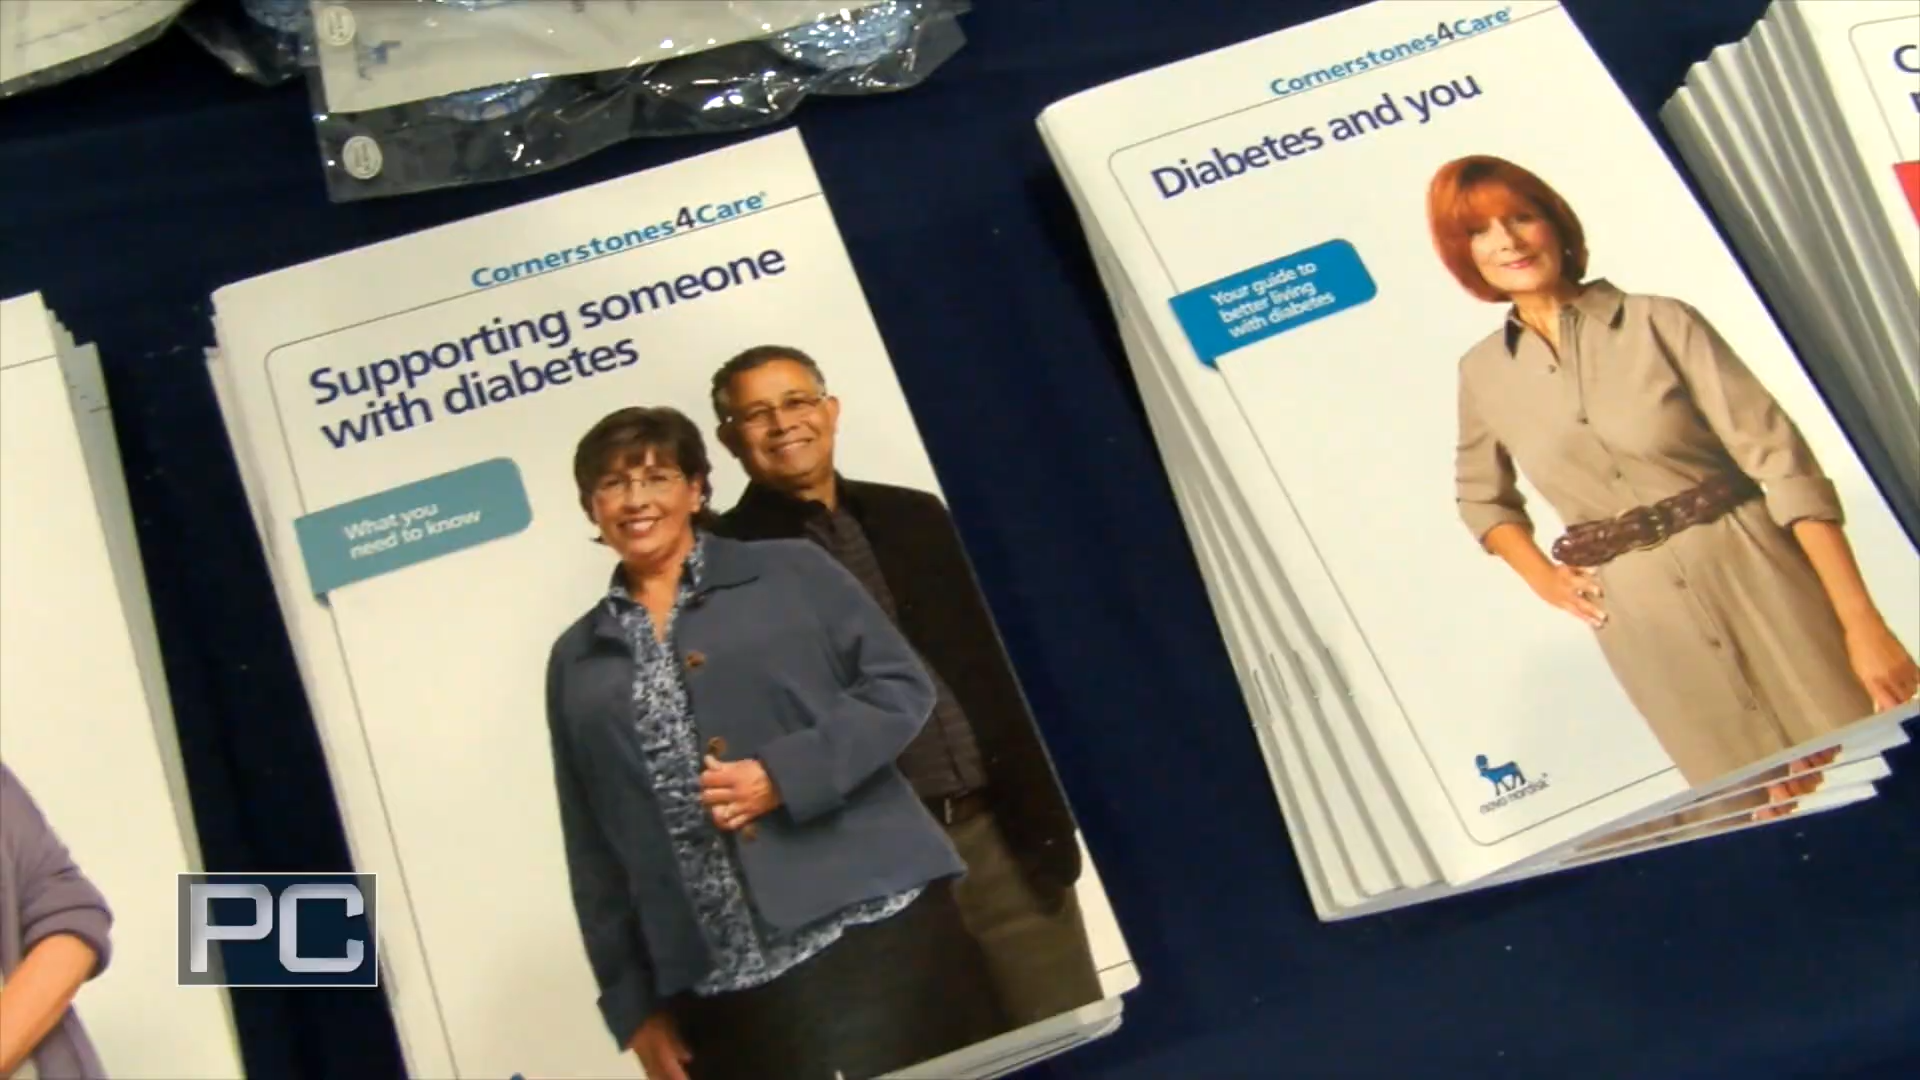 Cornerstones4Care®
Supporting someone
with diabetes
What you
need to know
Cornerstones4Care®
Diabetes and you
Your guide to
better living
with diabetes
novo nordisk
PC